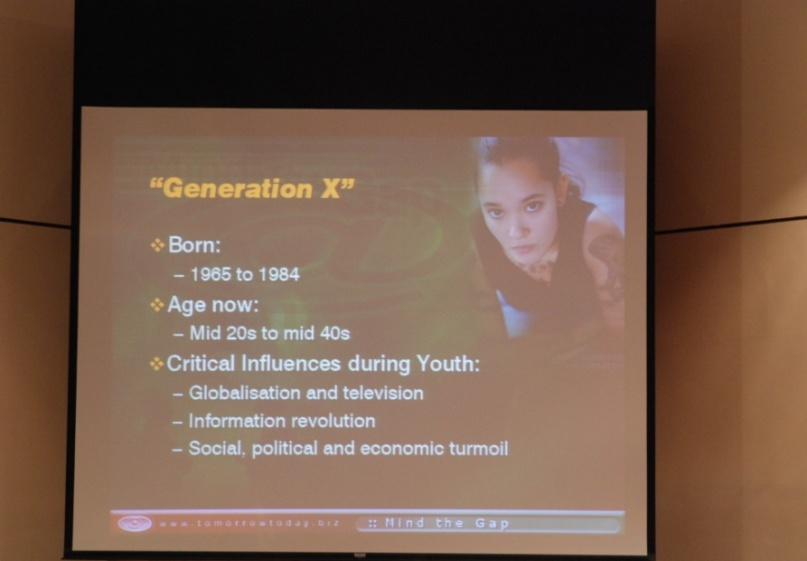 “Generation X”
Born:
– 1965 to 1984
Age now:
– Mid 20s to mid 40s
Critical Influences during Youth:
– Globalisation and television
– Information revolution
– Social, political and economic turmoil
www.tomorrowtoday.biz :: Mind the Gap